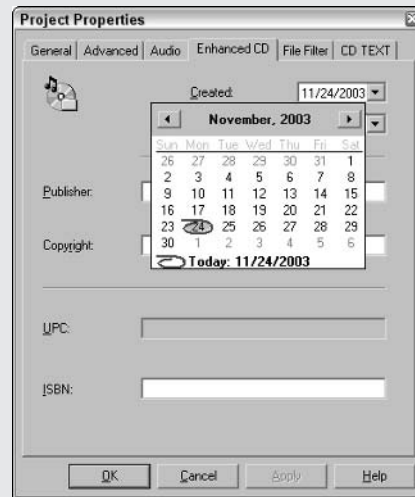 Project Properties
General Advanced Audio Enhanced CD File Filter CD TEXT
Created: 11/24/2003
November, 2003
Sun Mon Tue Wed Thu Fri Sat
26 27 28 29 30 31 1
2 3 4 5 6 7 8
9 10 11 12 13 14 15
16 17 18 19 20 21 22
23 24 25 26 27 28 29
30 1 2 3 4 5 6
Today: 11/24/2003
Publisher:
Copyright:
UPC:
ISBN:
OK Cancel Apply Help